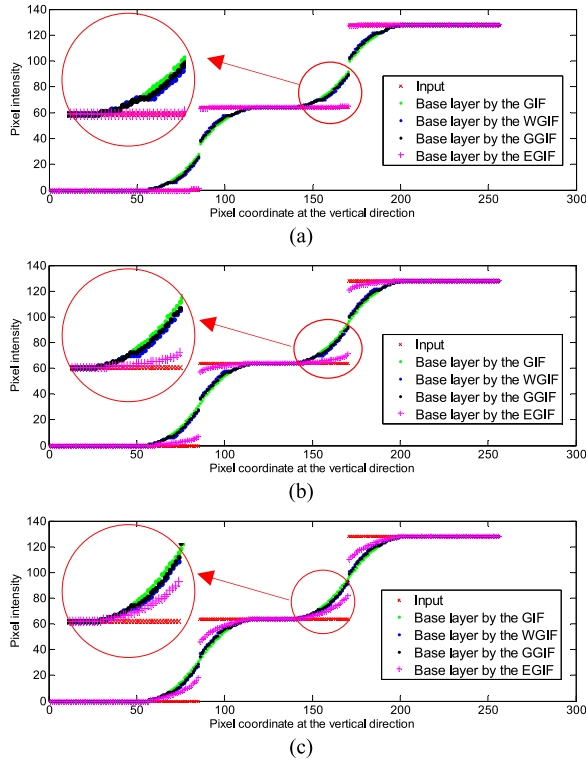 140
120
100
80
60
40
20
0
Pixel intensity
0 50 100 150 200 250 300
Pixel coordinate at the vertical direction
Input
Base layer by the GIF
Base layer by the WGIF
Base layer by the GGIF
Base layer by the EGIF
(a)
140
120
100
80
60
40
20
0
Pixel intensity
0 50 100 150 200 250 300
Pixel coordinate at the vertical direction
Input
Base layer by the GIF
Base layer by the WGIF
Base layer by the GGIF
Base layer by the EGIF
(b)
140
120
100
80
60
40
20
0
Pixel intensity
0 50 100 150 200 250 300
Pixel coordinate at the vertical direction
Input
Base layer by the GIF
Base layer by the WGIF
Base layer by the GGIF
Base layer by the EGIF
(c)